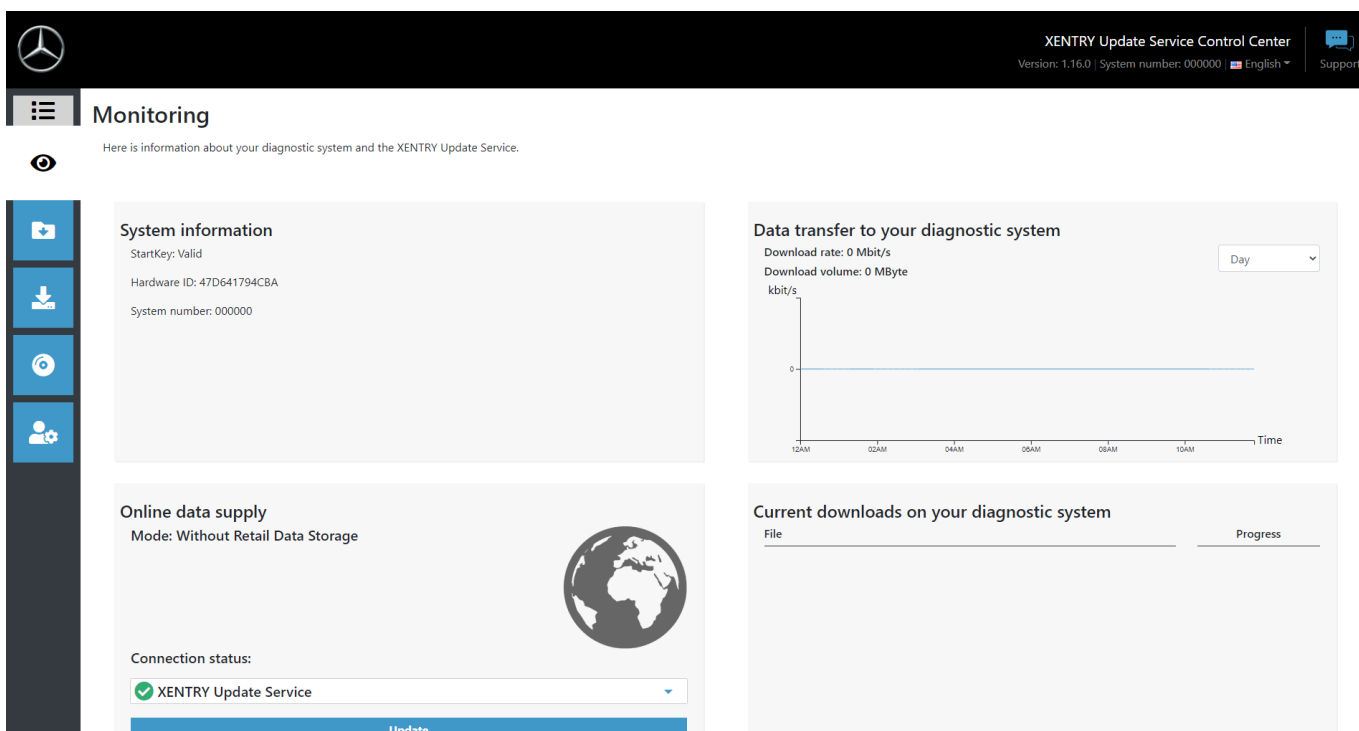 XENTRY Update Service Control Center
Version: 1.16.0 | System number: 000000 | English
Support
Monitoring
Here is information about your diagnostic system and the XENTRY Update Service.
System information
StartKey: Valid
Hardware ID: 47D641794CBA
System number: 000000
Data transfer to your diagnostic system
Download rate: 0 Mbit/s
Download volume: 0 MByte
Day
kbit/s
0
12AM 02AM 04AM 06AM 08AM 10AM
Time
Online data supply
Mode: Without Retail Data Storage
Connection status:
XENTRY Update Service
Update
Current downloads on your diagnostic system
File Progress